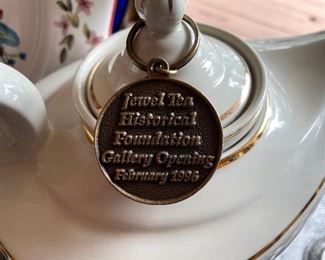 Jewel Tea
Historical
Foundation
Gallery Opening
February 1996